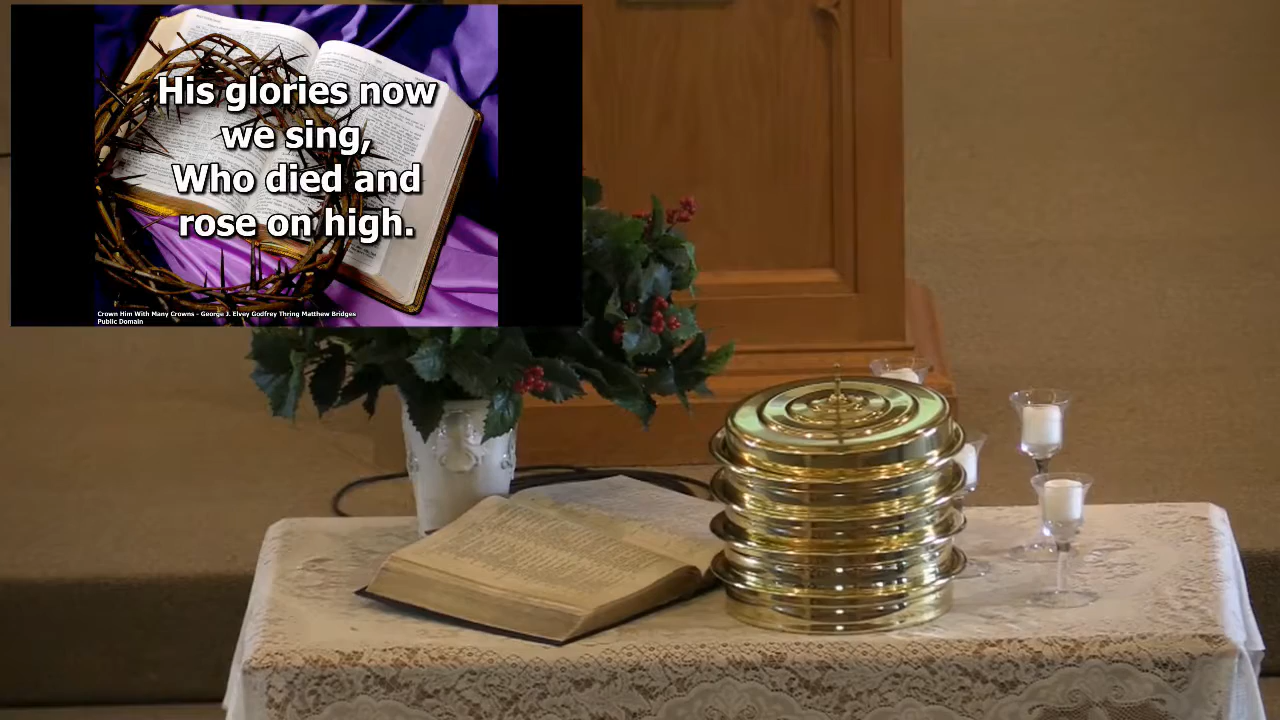 His glories now
we sing,
Who died and
rose on high.
Crown Him With Many Crowns - George J. Elvey Godfrey Thring Matthew Bridges
Public Domain